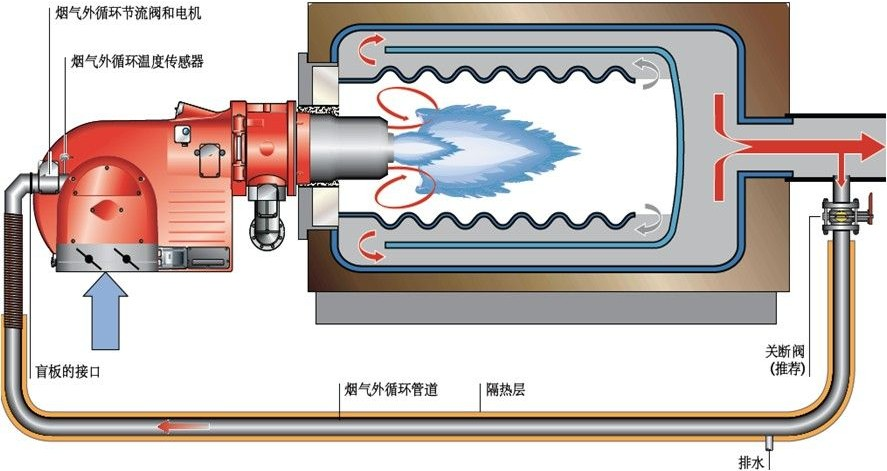 烟气外循环节流阀和电机
烟气外循环温度传感器
盲板的接口
烟气外循环管道
隔热层
关断阀
(推荐)
排水